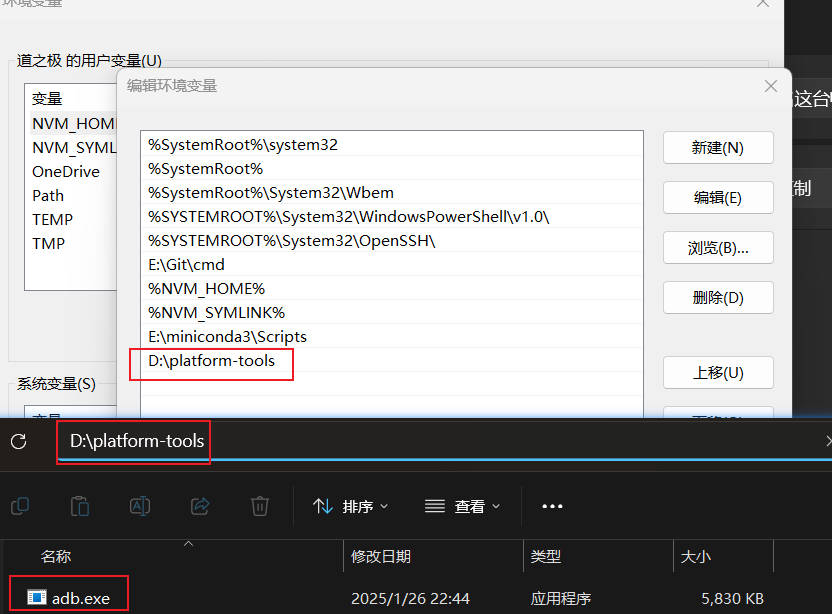 环境变量
道之极 的用户变量(U)
编辑环境变量
变量
NVM_HOM
NVM_SYML
OneDrive
Path
TEMP
TMP
%SystemRoot%\system32
%SystemRoot%
%SystemRoot%\System32\Wbem
%SYSTEMROOT%\System32\WindowsPowerShell\v1.0\
%SYSTEMROOT%\System32\OpenSSH\
E:\Git\cmd
%NVM_HOME%
%NVM_SYMLINK%
E:\miniconda3\Scripts
D:\platform-tools
新建(N)
编辑(E)
浏览(B)...
删除(D)
上移(U)
这台
制
系统变量(S)
变量
D:\platform-tools
排序
查看
名称
修改日期
类型
大小
adb.exe
2025/1/26 22:44
应用程序
5,830 KB